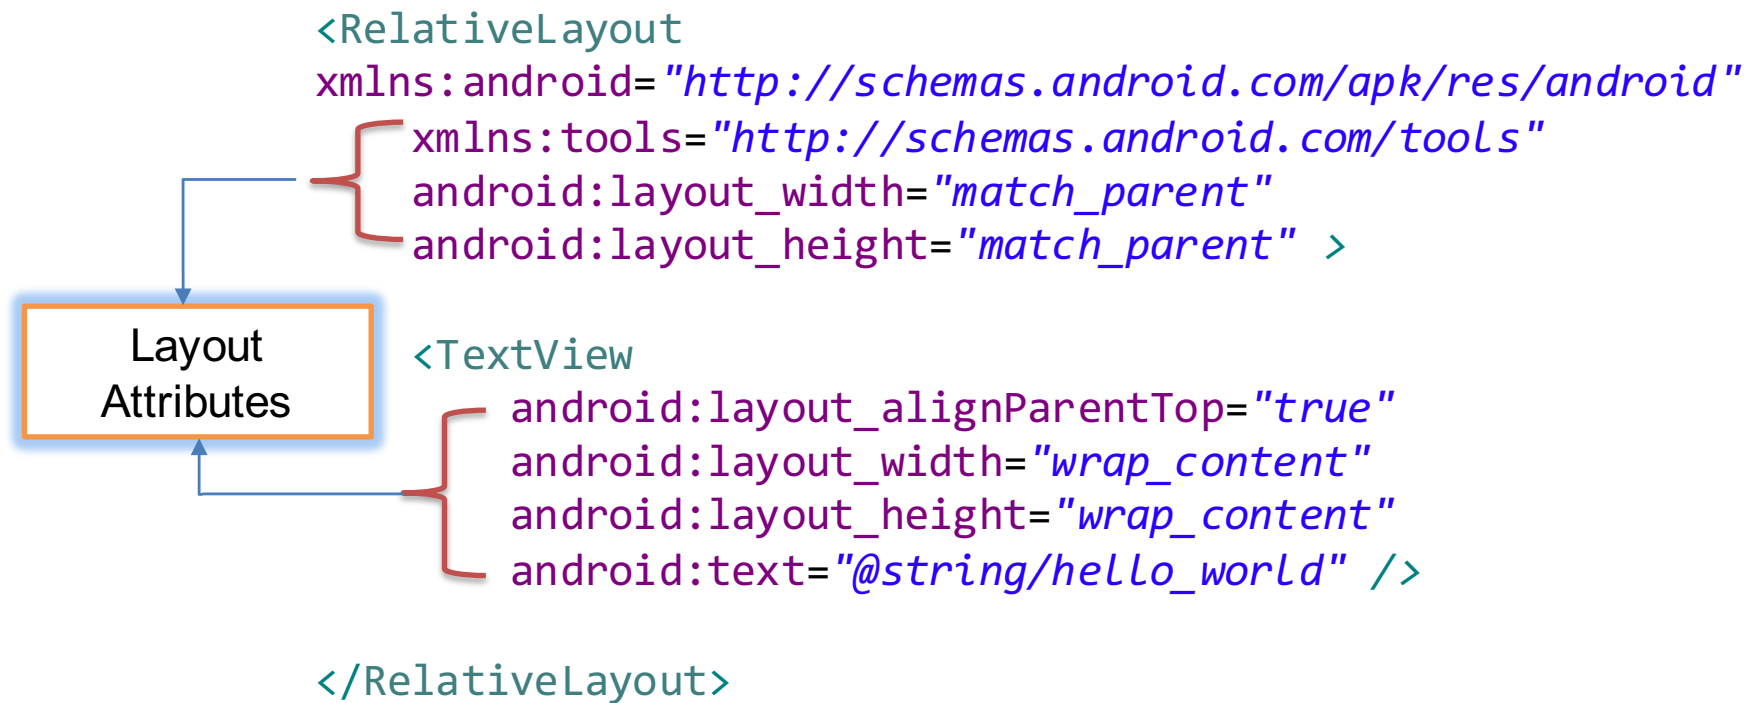 <RelativeLayout
xmlns:android="http://schemas.android.com/apk/res/android"
xmlns:tools="http://schemas.android.com/tools"
android:layout_width="match_parent"
android:layout_height="match_parent" >
Layout
Attributes
<TextView
android:layout_alignParentTop="true"
android:layout_width="wrap_content"
android:layout_height="wrap_content"
android:text="@string/hello_world" />
</RelativeLayout>